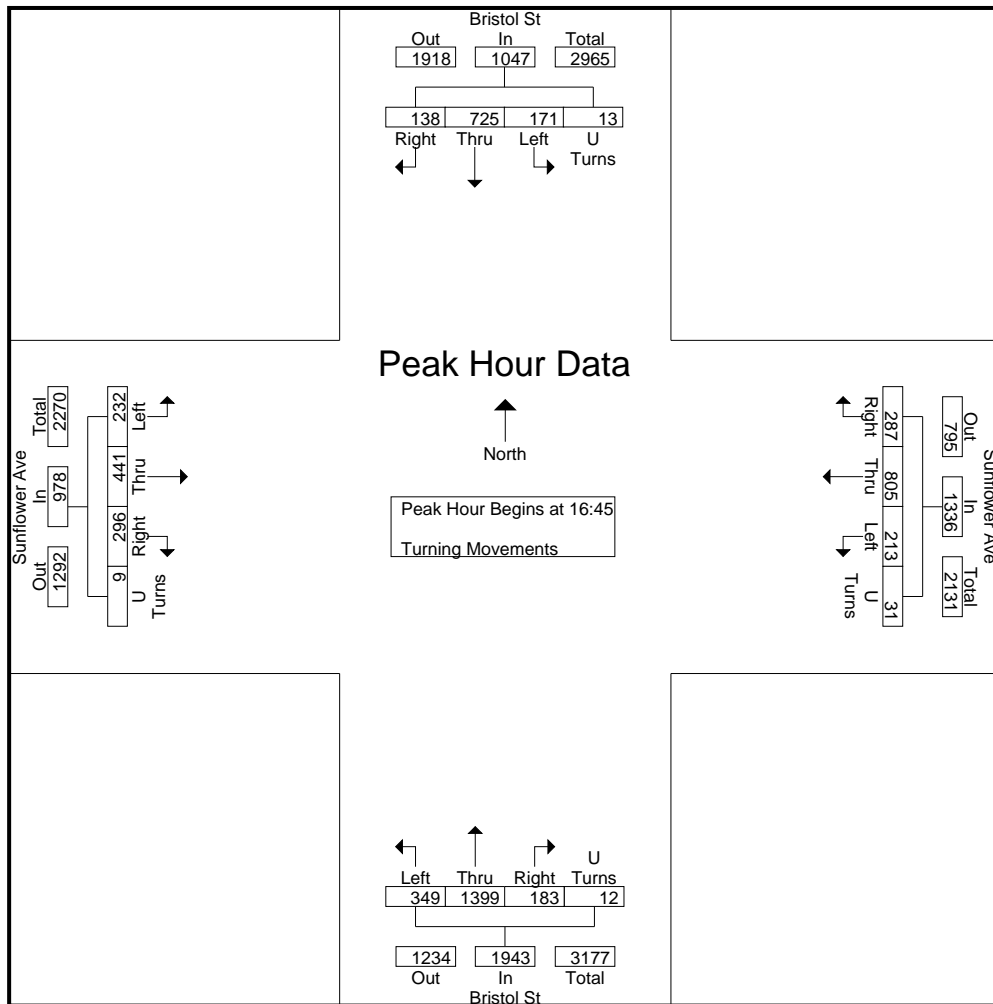 Bristol St
Out In Total
1918 1047 2965
138 725 171 13
Right Thru Left U
Turns
Peak Hour Data
North
Peak Hour Begins at 16:45
Turning Movements
Sunflower Ave
Total In Out
2270 978 1292
232 441 296 9
Left Thru Right U
Turns
Sunflower Ave
Out In Total
795 1336 2131
287 805 213 31
Right Thru Left U
Turns
U
Left Thru Right Turns
349 1399 183 12
1234 1943 3177
Out In Total
Bristol St